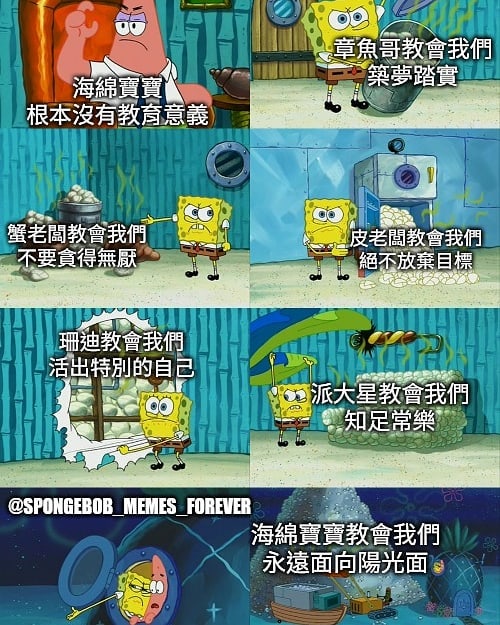 海綿寶寶
根本沒有教育意義
章魚哥教會我們
築夢踏實
蟹老闆教會我們
不要貪得無厭
皮老闆教會我們
絕不放棄目標
珊迪教會我們
活出特別的自己
派大星教會我們
知足常樂
@SPONGEBOB_MEMES_FOREVER
海綿寶寶教會我們
永遠面向陽光面